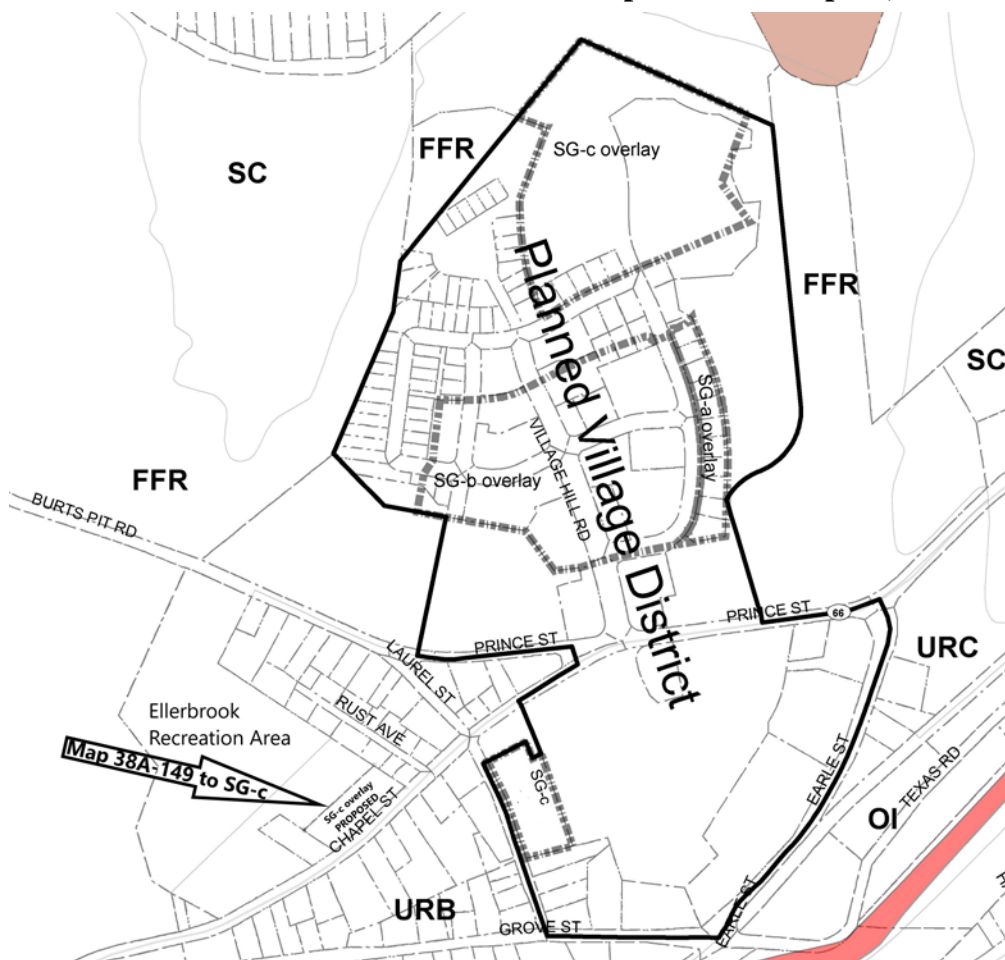 SC
FFR
SG-c overlay
Planned Village District
FFR
SC
SG-a overlay
FFR
SG-b overlay
VILLAGE HILL RD
BURTS PIT RD
PRINCE ST
66
PRINCE ST
URC
LAUREL ST
RUST AVE
Ellerbrook
Recreation Area
Map 38A-149 to SG-c
SG-c overlay
PROPOSED
CHAPEL ST
SG-c
EARLE ST
TEXAS RD
OI
URB
GROVE ST
EARLE ST